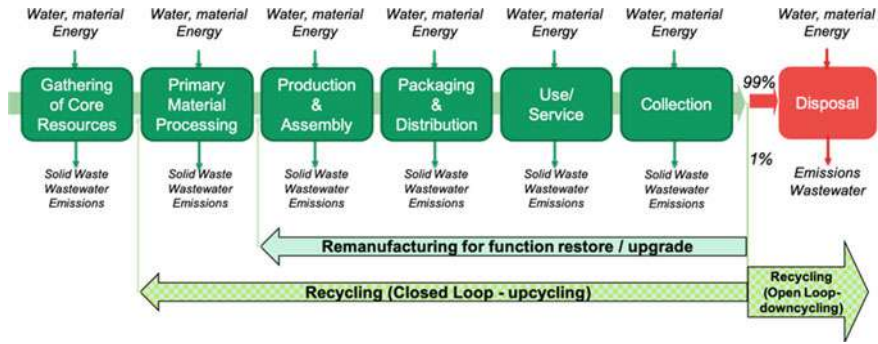 Water, material
Energy
Water, material
Energy
Water, material
Energy
Water, material
Energy
Water, material
Energy
Water, material
Energy
Water, material
Energy
Gathering
of Core
Resources
Primary
Material
Processing
Production
&
Assembly
Packaging
&
Distribution
Use/
Service
Collection
99%
Disposal
1%
Solid Waste
Wastewater
Emissions
Solid Waste
Wastewater
Emissions
Solid Waste
Wastewater
Emissions
Solid Waste
Wastewater
Emissions
Solid Waste
Wastewater
Emissions
Solid Waste
Wastewater
Emissions
Emissions
Wastewater
Remanufacturing for function restore / upgrade
Recycling (Closed Loop - upcycling)
Recycling
(Open Loop-
downcycling)